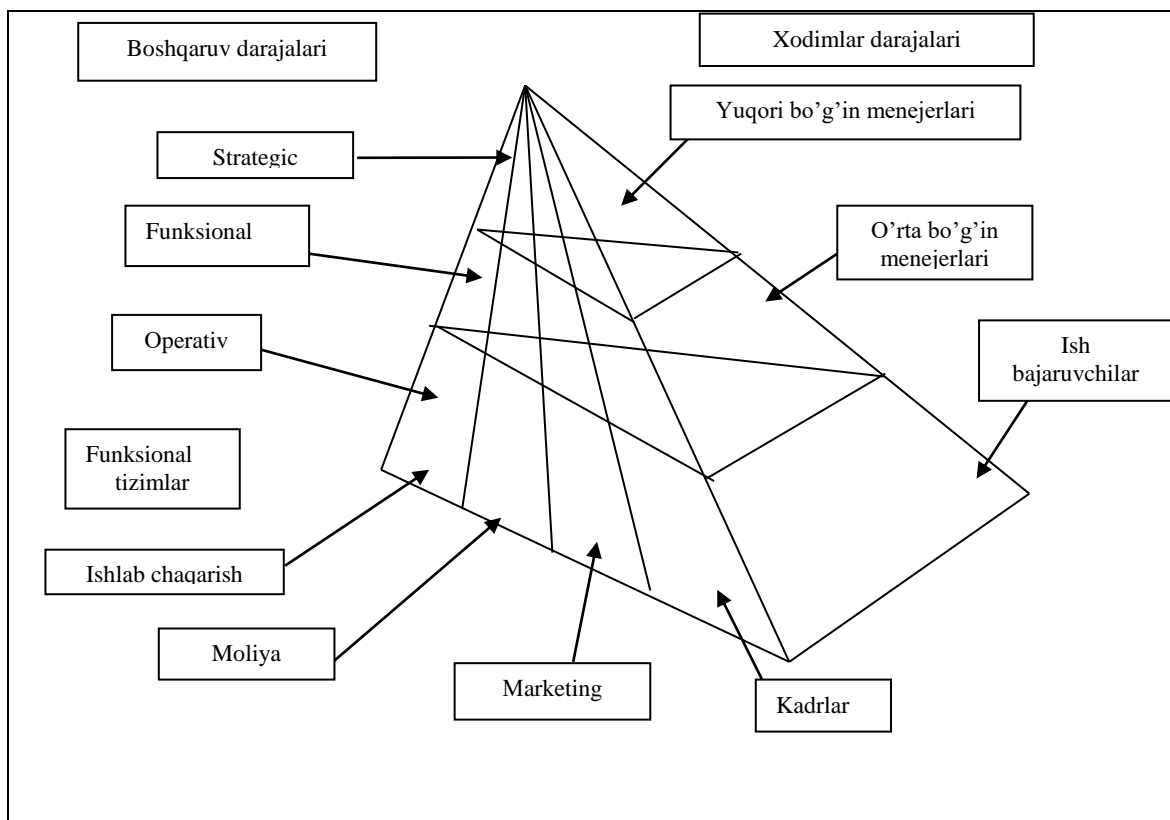 Boshqaruv darajalari
Xodimlar darajalari
Yuqori bo’g’in menejerlari
Strategic
Funksional
O’rta bo’g’in
menejerlari
Operativ
Ish
bajaruvchilar
Funksional
tizimlar
Ishlab chaqarish
Moliya
Marketing
Kadrlar